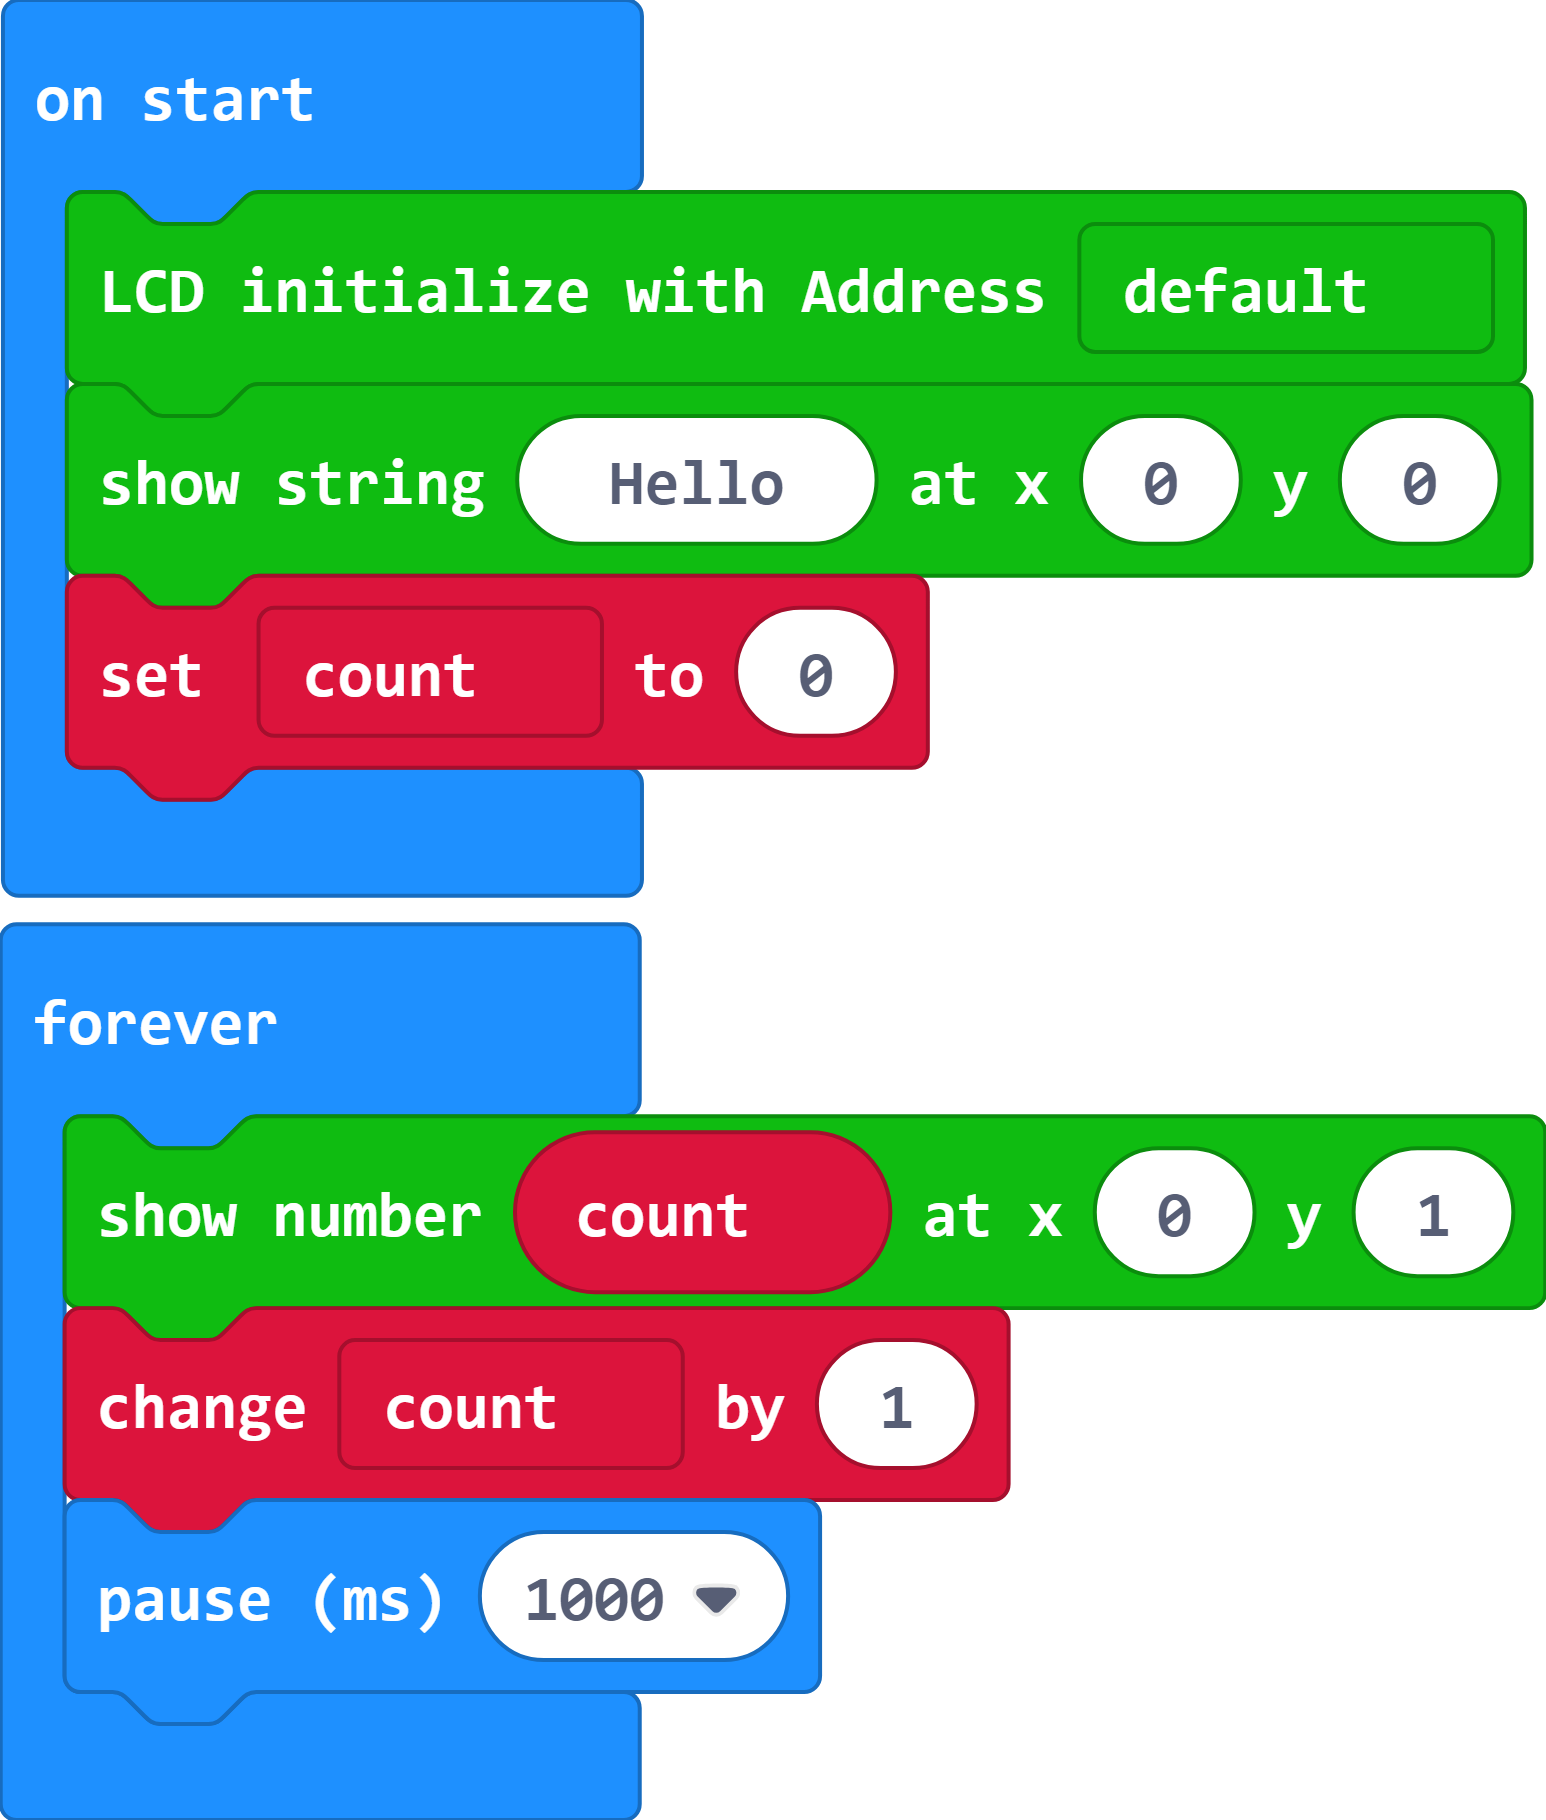 on start
LCD initialize with Address default
show string Hello at x 0 y 0
set count to 0
forever
show number count at x 0 y 1
change count by 1
pause (ms) 1000